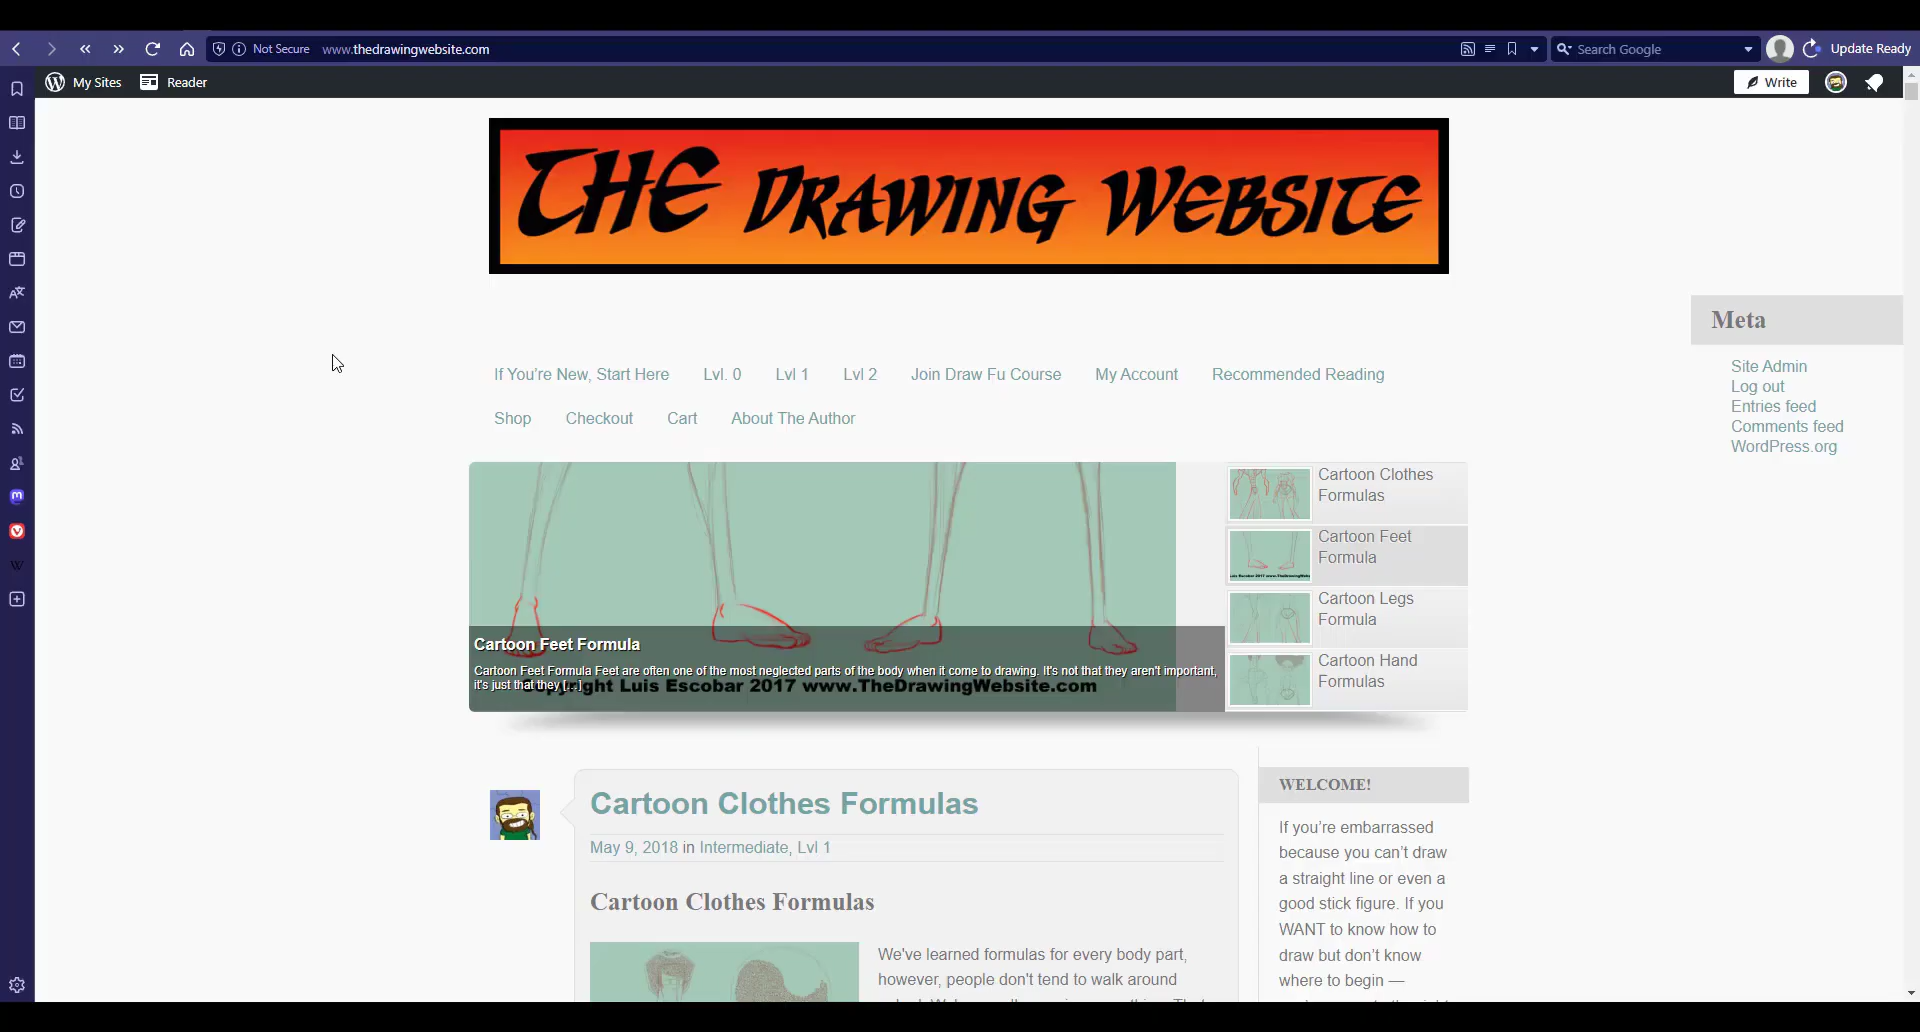 Not Secure www.thedrawingwebsite.com
Search Google
Update Ready
My Sites
Reader
Write
THE DRAWING WEBSITE
Meta
Site Admin
Log out
Entries feed
Comments feed
WordPress.org
If You’re New, Start Here Lvl. 0 Lvl 1 Lvl 2 Join Draw Fu Course My Account Recommended Reading
Shop Checkout Cart About The Author
Cartoon Feet Formula
Cartoon Feet Formula Feet are often one of the most neglected parts of the body when it come to drawing. It's not that they aren't important,
it's just that they [...]
Copyright Luis Escobar 2017 www.TheDrawingWebsite.com
Cartoon Clothes
Formulas
Cartoon Feet
Formula
Cartoon Legs
Formula
Cartoon Hand
Formulas
Cartoon Clothes Formulas
May 9, 2018 in Intermediate, Lvl 1
Cartoon Clothes Formulas
We've learned formulas for every body part,
however, people don't tend to walk around
WELCOME!
If you’re embarrassed
because you can’t draw
a straight line or even a
good stick figure. If you
WANT to know how to
draw but don’t know
where to begin —